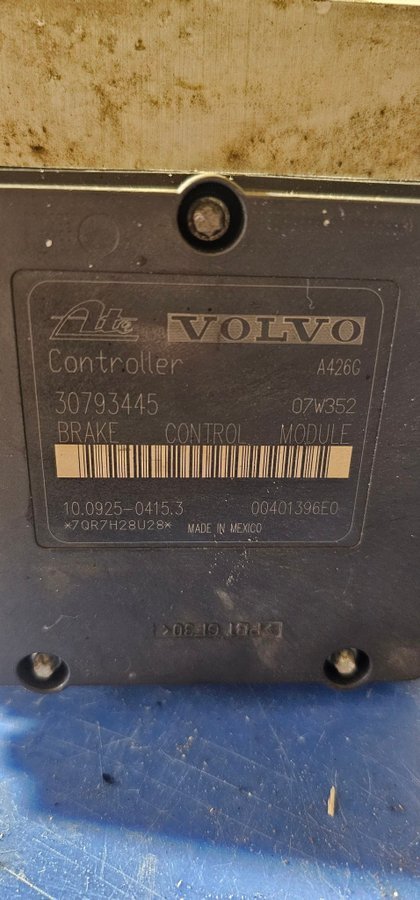 Ate VOLVO
Controller A426G
30793445 07W352
BRAKE CONTROL MODULE
10.0925-0415.3 00401396E0
*7QR7H28U28* MADE IN MEXICO